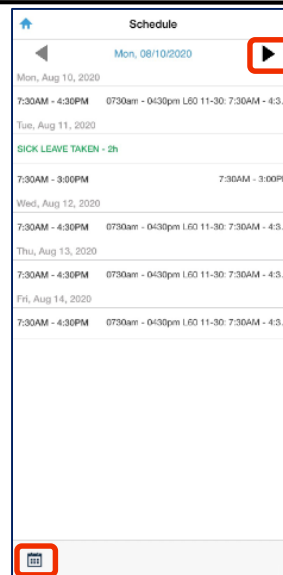 Schedule
Mon, 08/10/2020
Mon, Aug 10, 2020
7:30AM - 4:30PM 0730am - 0430pm L60 11-30: 7:30AM - 4:3.
Tue, Aug 11, 2020
SICK LEAVE TAKEN - 2h
7:30AM - 3:00PM 7:30AM - 3:00P
Wed, Aug 12, 2020
7:30AM - 4:30PM 0730am - 0430pm L60 11-30: 7:30AM - 4:3.
Thu, Aug 13, 2020
7:30AM - 4:30PM 0730am - 0430pm L60 11-30: 7:30AM - 4:3.
Fri, Aug 14, 2020
7:30AM - 4:30PM 0730am - 0430pm L60 11-30: 7:30AM - 4:3.